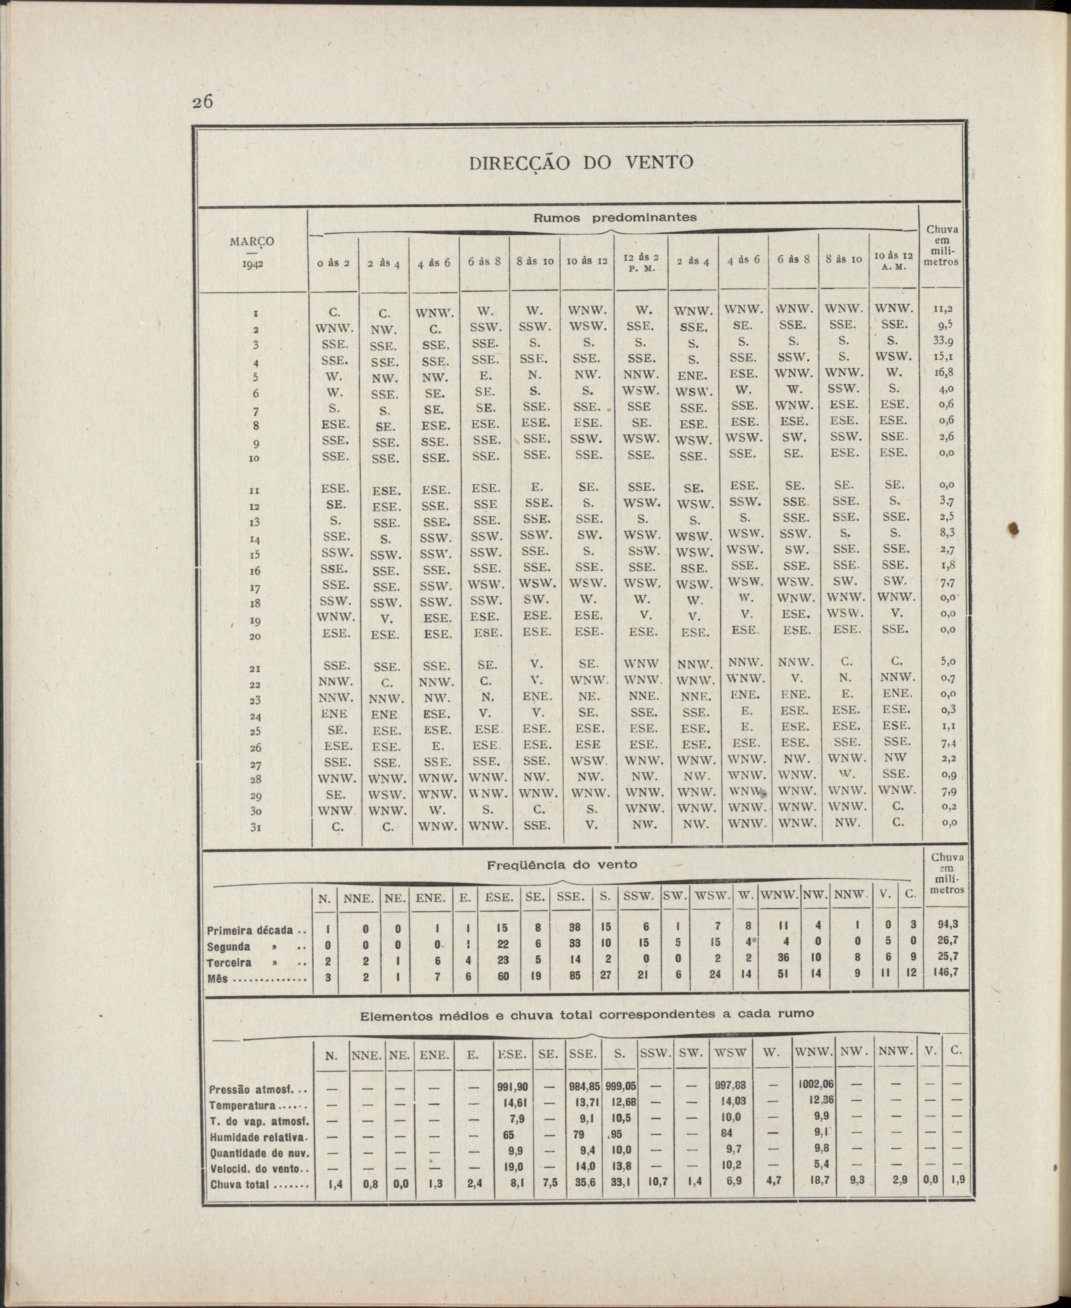 26
DIRECÇÃO DO VENTO
MARÇO
1942
Rumos predominantes
Chuva em milímetros
0 às 2 2 às 4 4 às 6 6 às 8 8 às 10 10 às 12 12 às 2 P. M. 2 às 4 4 às 6 6 às 8 8 às 10 10 às 12 A. M.
1 C. C. WNW. W. W. WNW. W. WNW. WNW. WNW. WNW. WNW. 11,2
2 WNW. NW. C. SSW. SSW. WSW. SSE. SSE. SE. SSE. SSE. SSE. 9,5
3 SSE. SSE. SSE. SSE. S. S. S. S. S. S. S. S. 33.9
4 SSE. SSE. SSE. SSE. SSE. SSE. SSE. S. SSE. SSW. S. WSW. 15,1
5 W. NW. NW. E. N. NW. NNW. ENE. ESE. WNW. WNW. W. 16,8
6 W. SSE. SE. SE. S. S. WSW. WSW. W. W. SSW. S. 4,0
7 S. S. SE. SE. SSE. SSE. SSE SSE. SSE. WNW. ESE. ESE. 0,6
8 ESE. SE. ESE. ESE. ESE. ESE. SE. ESE. ESE. ESE. ESE. ESE. 0,6
9 SSE. SSE. SSE. SSE. SSE. SSW. WSW. WSW. WSW. SW. SSW. SSE. 2,6
10 SSE. SSE. SSE. SSE. SSE. SSE. SSE. SSE. SSE. SE. ESE. ESE. 0,0
11 ESE. ESE. ESE. ESE. E. SE. SSE. SE. ESE. SE. SE. SE. 0,0
12 SE. ESE. SSE. SSE SSE. S. WSW. WSW. SSW. SSE. SSE. S. 3,7
13 S. SSE. SSE. SSE. SSE. SSE. S. S. S. SSE. SSE. SSE. 2,5
14 SSE. S. SSW. SSW. SSW. SW. WSW. WSW. WSW. SSW. S. S. 8,3
15 SSW. SSW. SSW. SSW. SSE. S. SSW. WSW. WSW. SW. SSE. SSE. 2,7
16 SSE. SSE. SSE. SSE. SSE. SSE. SSE. SSE. SSE. SSE. SSE. SSE. 1,8
17 SSE. SSE. SSW. WSW. WSW. WSW. WSW. WSW. WSW. WSW. SW. SW. 7,7
18 SSW. SSW. SSW. SSW. SW. W. W. W. W. WNW. WNW. WNW. 0,0
19 WNW. V. ESE. ESE. ESE. ESE. V. V. V. ESE. WSW. V. 0,0
20 ESE. ESE. ESE. ESE. ESE. ESE. ESE. ESE. ESE. ESE. ESE. SSE. 0,0
21 SSE. SSE. SSE. SE. V. SE. WNW NNW. NNW. NNW. C. C. 5,0
22 NNW. C. NNW. C. V. WNW. WNW. WNW. WNW. V. N. NNW. 0,7
23 NNW. NNW. NW. N. ENE. NE. NNE. NNE. ENE. ENE. E. ENE. 0,0
24 ENE ENE ESE. V. V. SE. SSE. SSE. E. ESE. ESE. ESE. 0,3
25 SE. ESE. ESE. ESE. ESE. ESE. ESE. ESE. E. ESE. ESE. ESE. 1,1
26 ESE. ESE. E. ESE. ESE. ESE ESE. ESE. ESE. ESE. SSE. SSE. 7,4
27 SSE. SSE. SSE. SSE. SSE. WSW. WNW. WNW. WNW. NW. WNW. NW 2,2
28 WNW. WNW. WNW. WNW. NW. NW. NW. NW. WNW. WNW. W. SSE. 0,9
29 SE. WSW. WNW. WNW. WNW. WNW. WNW. WNW. WNW. WNW. WNW. WNW. 7,9
30 WNW WNW. W. S. C. S. WNW. WNW. WNW. WNW. WNW. C. 0,2
31 C. C. WNW. WNW. SSE. V. NW. NW. WNW. WNW. NW. C. 0,0
Freqüência do vento
Chuva em milímetros
N. NNE. NE. ENE. E. ESE. SE. SSE. S. SSW. SW. WSW. W. WNW. NW. NNW. V. C.
Primeira década .. 1 0 0 1 1 15 8 38 15 6 1 7 8 11 4 1 0 3 94,3
Segunda » .. 0 0 0 0 1 22 6 33 10 15 5 15 4 4 0 0 5 0 26,7
Terceira » .. 2 2 1 6 4 23 5 14 2 0 0 2 2 36 10 8 6 9 25,7
Mês .............. 3 2 1 7 6 60 19 85 27 21 6 24 14 51 14 9 11 12 146,7
Elementos médios e chuva total correspondentes a cada rumo
N. NNE. NE. ENE. E. ESE. SE. SSE. S. SSW. SW. WSW W. WNW. NW. NNW. V. C.
Pressão atmosf. .. — — — — — 991,90 — 984,85 999,05 — — 997,88 — 1002,06 — — — —
Temperatura ...... — — — — — 14,61 — 13,71 12,68 — — 14,03 — 12,36 — — — —
T. do vap. atmosf. — — — — — 7,9 — 9,1 10,5 — — 10,0 — 9,9 — — — —
Humidade relativa. — — — — — 65 — 79 95 — — 84 — 9,1 — — — —
Quantidade de nuv. — — — — — 9,9 — 9,4 10,0 — — 9,7 — 9,8 — — — —
Velocid. do vento.. — — — — — 19,0 — 14,0 13,8 — — 10,2 — 5,4 — — — —
Chuva total ....... 1,4 0,8 0,0 1,3 2,4 8,1 7,5 35,6 33,1 10,7 1,4 6,9 4,7 18,7 9,3 2,9 0,0 1,9